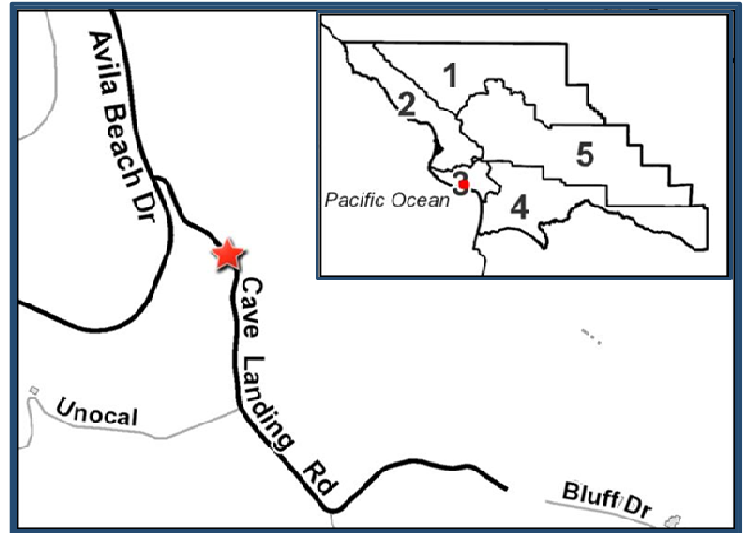 Avila Beach Dr
1
2
5
3
Pacific Ocean
4
Cave Landing Rd
Unocal
Bluff Dr